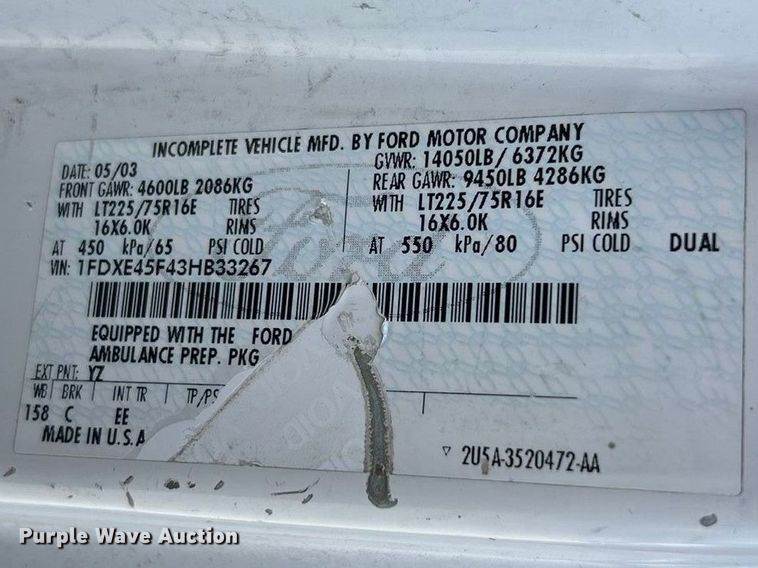 INCOMPLETE VEHICLE MFD. BY FORD MOTOR COMPANY
DATE: 05/03 GVWR: 14050LB/ 6372KG
FRONT GAWR: 4600LB 2086KG REAR GAWR: 9450LB 4286KG
WITH LT225/75R16E TIRES WITH LT225/75R16E TIRES
16X6.0K RIMS 16X6.0K RIMS
AT 450 kPa/65 PSI COLD AT 550 kPa/80 PSI COLD DUAL
VIN: 1FDXE45F43HB33267
Ford
EQUIPPED WITH THE FORD
AMBULANCE PREP. PKG
EXT PNT: YZ
WB BRK INT TR TP/PS
158 C EE
MADE IN U.S.A
2U5A-3520472-AA
Purple Wave Auction